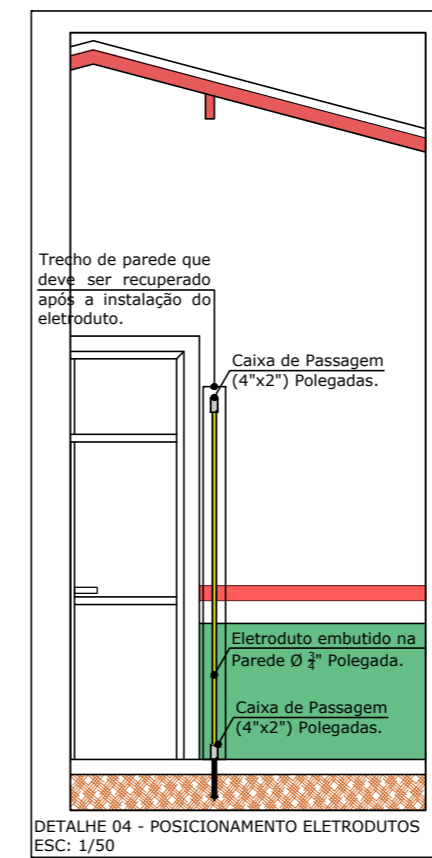 Trecho de parede que
deve ser recuperado
após a instalação do
eletroduto.
Caixa de Passagem
(4"x2") Polegadas.
Eletroduto embutido na
Parede Ø 3/4" Polegada.
Caixa de Passagem
(4"x2") Polegadas.
DETALHE 04 - POSICIONAMENTO ELETRODUTOS
ESC: 1/50